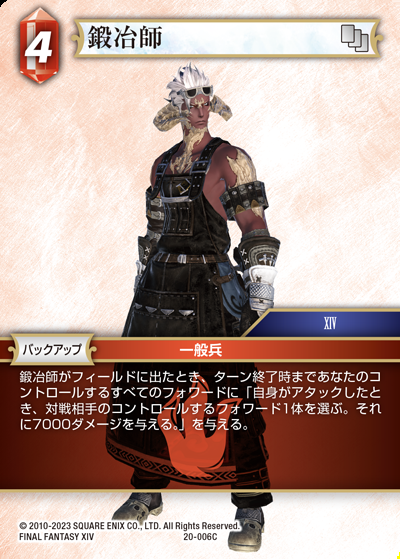 4
鍛冶師
XIV
バックアップ
一般兵
鍛冶師がフィールドに出たとき、ターン終了時まであなたのコ
ントロールするすべてのフォワードに「自身がアタックしたと
き、対戦相手のコントロールするフォワード1体を選ぶ。それ
に7000ダメージを与える。」を与える。
© 2010-2023 SQUARE ENIX CO., LTD. All Rights Reserved.
FINAL FANTASY XIV
20-006C